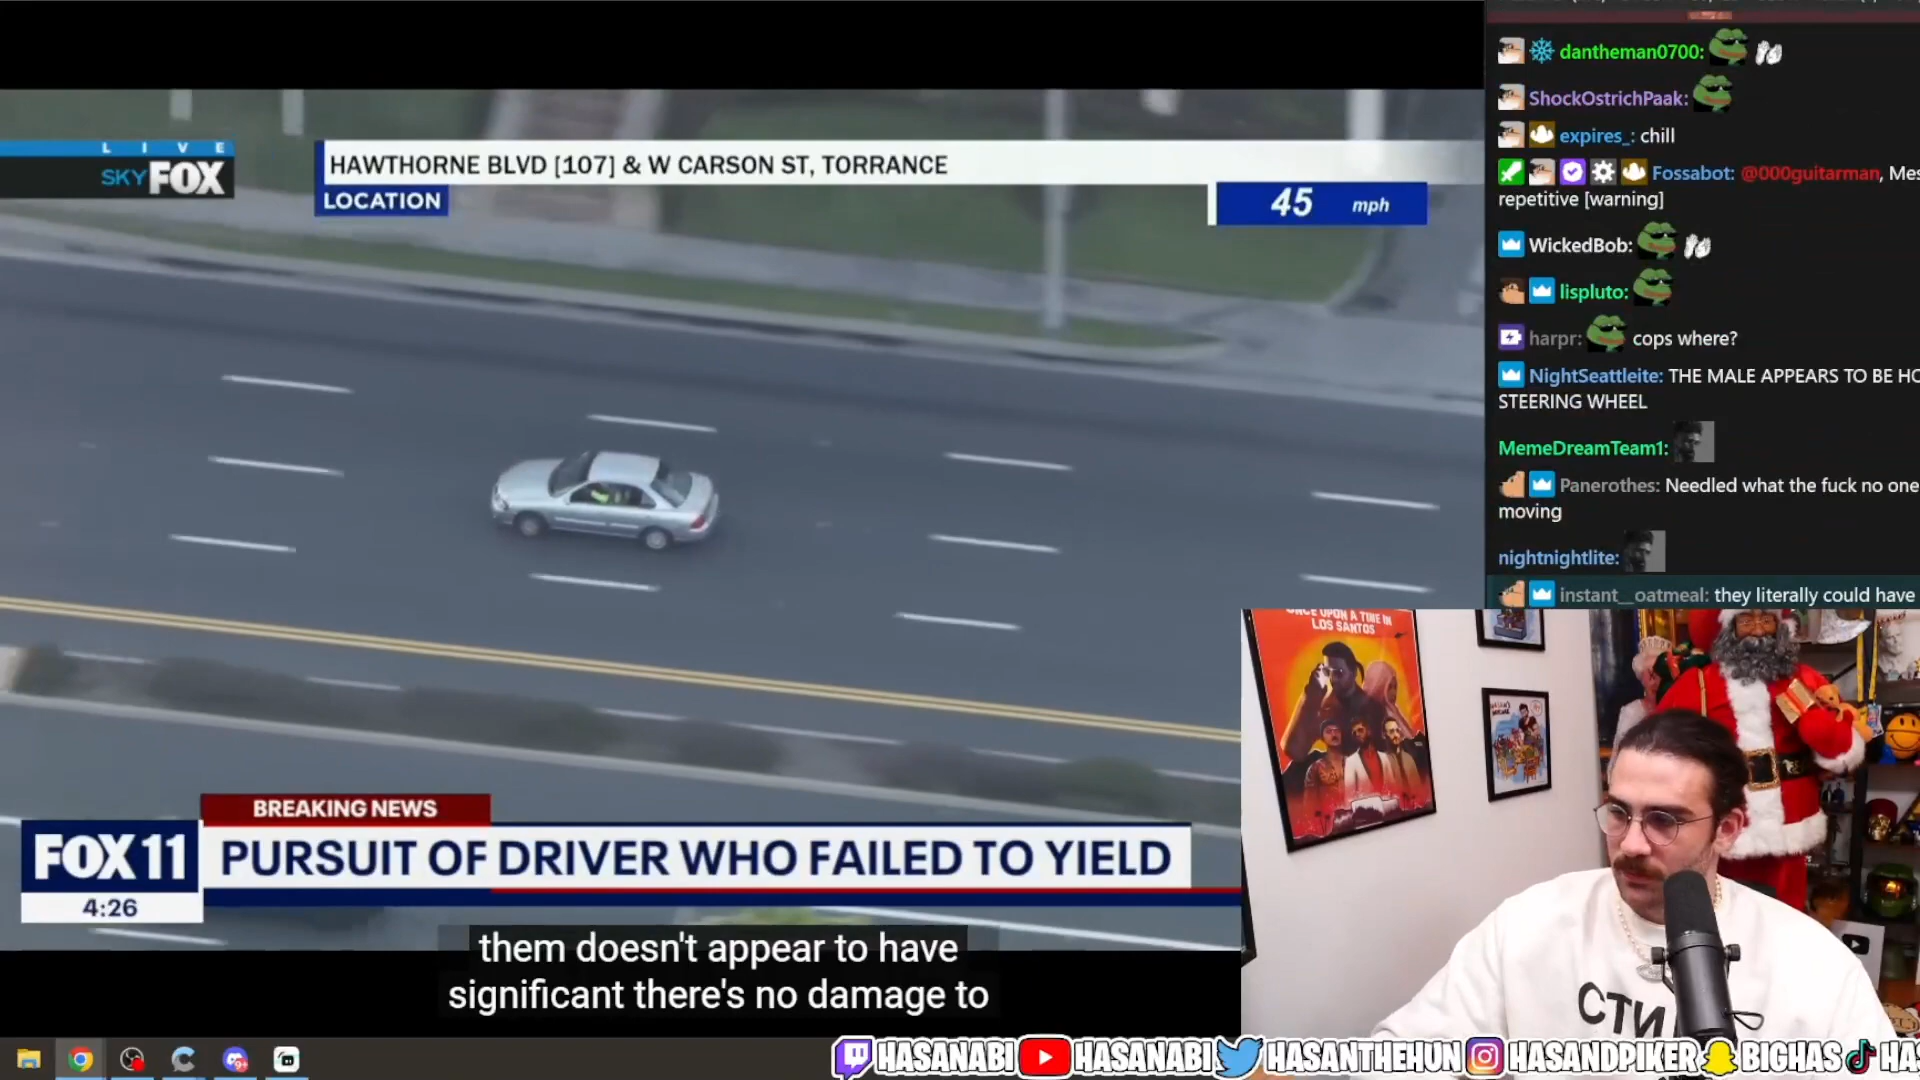 LIVE
SKY FOX
HAWTHORNE BLVD [107] & W CARSON ST, TORRANCE
LOCATION
45 mph
BREAKING NEWS
FOX 11
PURSUIT OF DRIVER WHO FAILED TO YIELD
4:26
them doesn't appear to have
significant there's no damage to
dantheman0700:
ShockOstrichPaak:
expires_: chill
Fossabot: @000guitarman, Mes
repetitive [warning]
WickedBob:
lispluto:
harpr: cops where?
NightSeattleite: THE MALE APPEARS TO BE HO
STEERING WHEEL
MemeDreamTeam1:
Panerothes: Needled what the fuck no one
moving
nightnightlite:
instant__oatmeal: they literally could have
ONCE UPON A TIME IN
LOS SANTOS
СТИ
HASANABI HASANABI HASANTHEHUN HASANDPIKER BIGHAS HAS